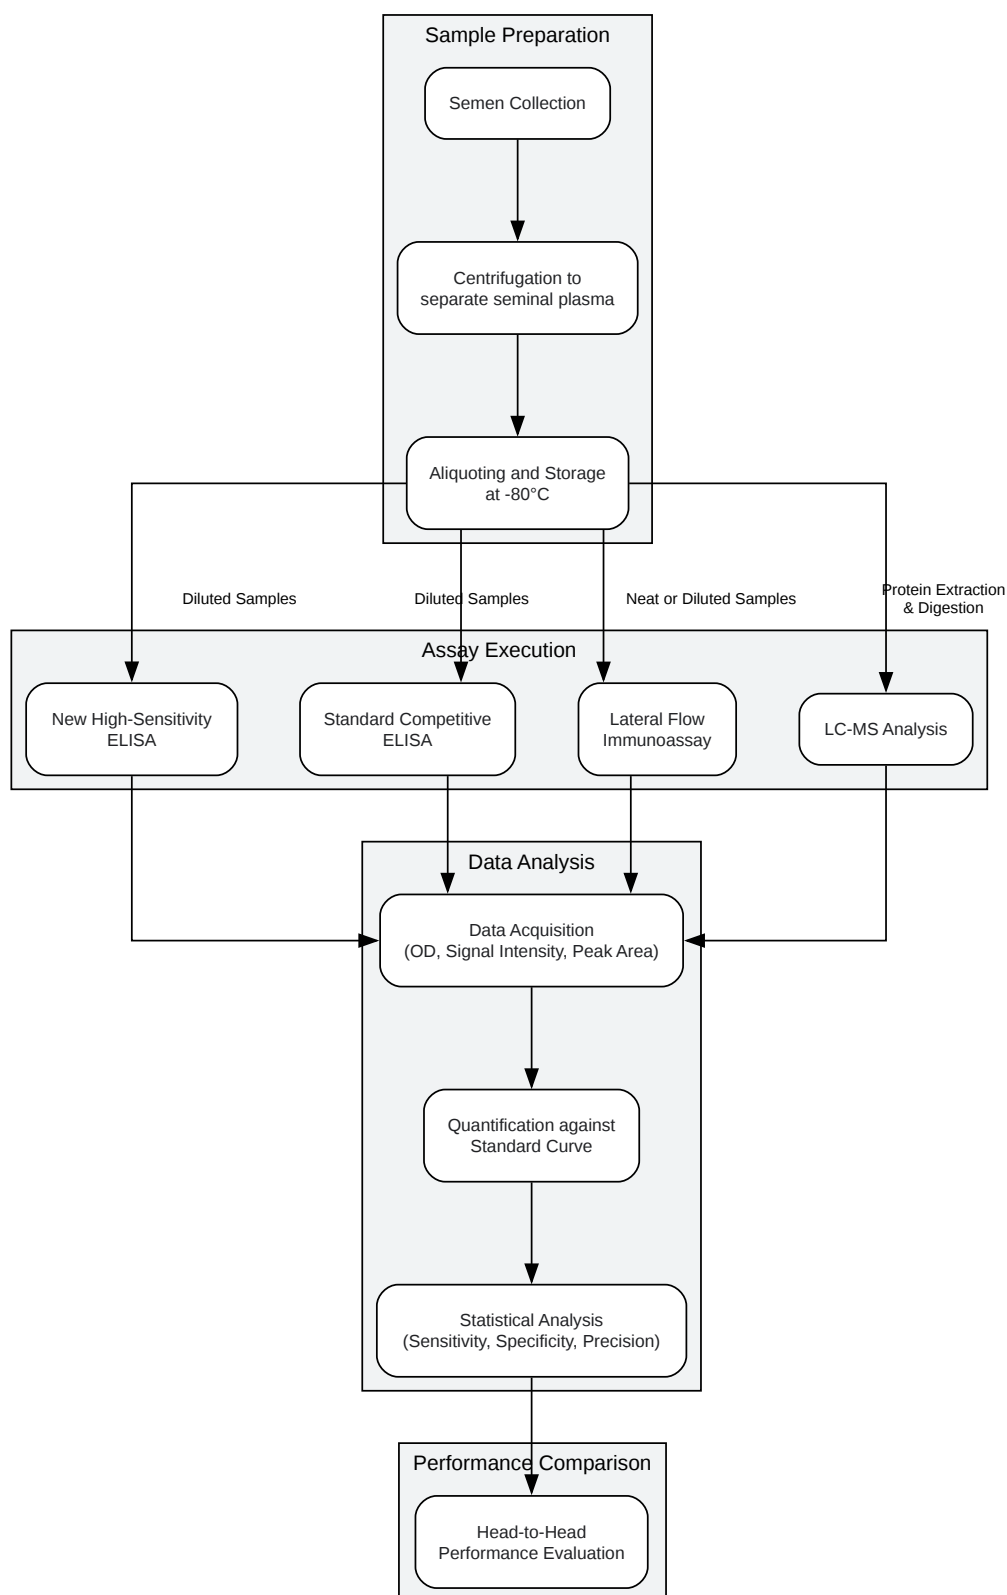 Sample Preparation
Semen Collection
Centrifugation to
separate seminal plasma
Aliquoting and Storage
at -80°C
Diluted Samples
Diluted Samples
Neat or Diluted Samples
Protein Extraction
& Digestion
Assay Execution
New High-Sensitivity
ELISA
Standard Competitive
ELISA
Lateral Flow
Immunoassay
LC-MS Analysis
Data Analysis
Data Acquisition
(OD, Signal Intensity, Peak Area)
Quantification against
Standard Curve
Statistical Analysis
(Sensitivity, Specificity, Precision)
Performance Comparison
Head-to-Head
Performance Evaluation